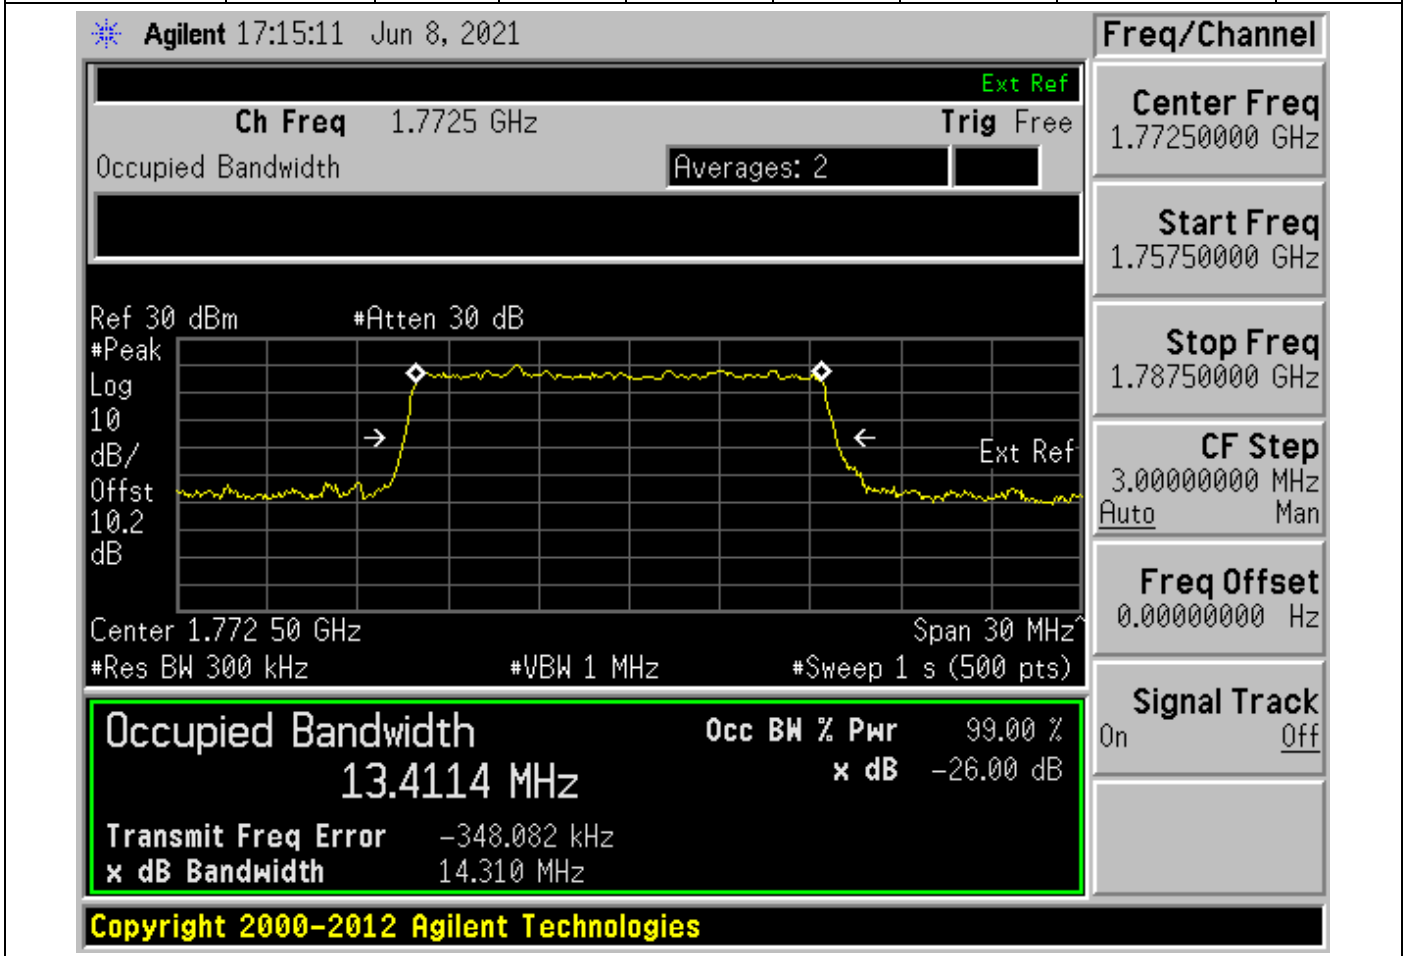 Agilent 17:15:11 Jun 8, 2021
Freq/Channel
Ext Ref
Ch Freq 1.7725 GHz Trig Free
Occupied Bandwidth Averages: 2
Ref 30 dBm #Atten 30 dB
#Peak
Log
10
dB/
Offst
10.2
dB
Ext Ref
Center 1.772 50 GHz Span 30 MHz^
#Res BW 300 kHz #VBW 1 MHz #Sweep 1 s (500 pts)
Occupied Bandwidth Occ BW % Pwr 99.00 %
13.4114 MHz x dB -26.00 dB
Transmit Freq Error -348.082 kHz
x dB Bandwidth 14.310 MHz
Copyright 2000-2012 Agilent Technologies
Center Freq
1.77250000 GHz
Start Freq
1.75750000 GHz
Stop Freq
1.78750000 GHz
CF Step
3.00000000 MHz
Auto Man
Freq Offset
0.00000000 Hz
Signal Track
On Off